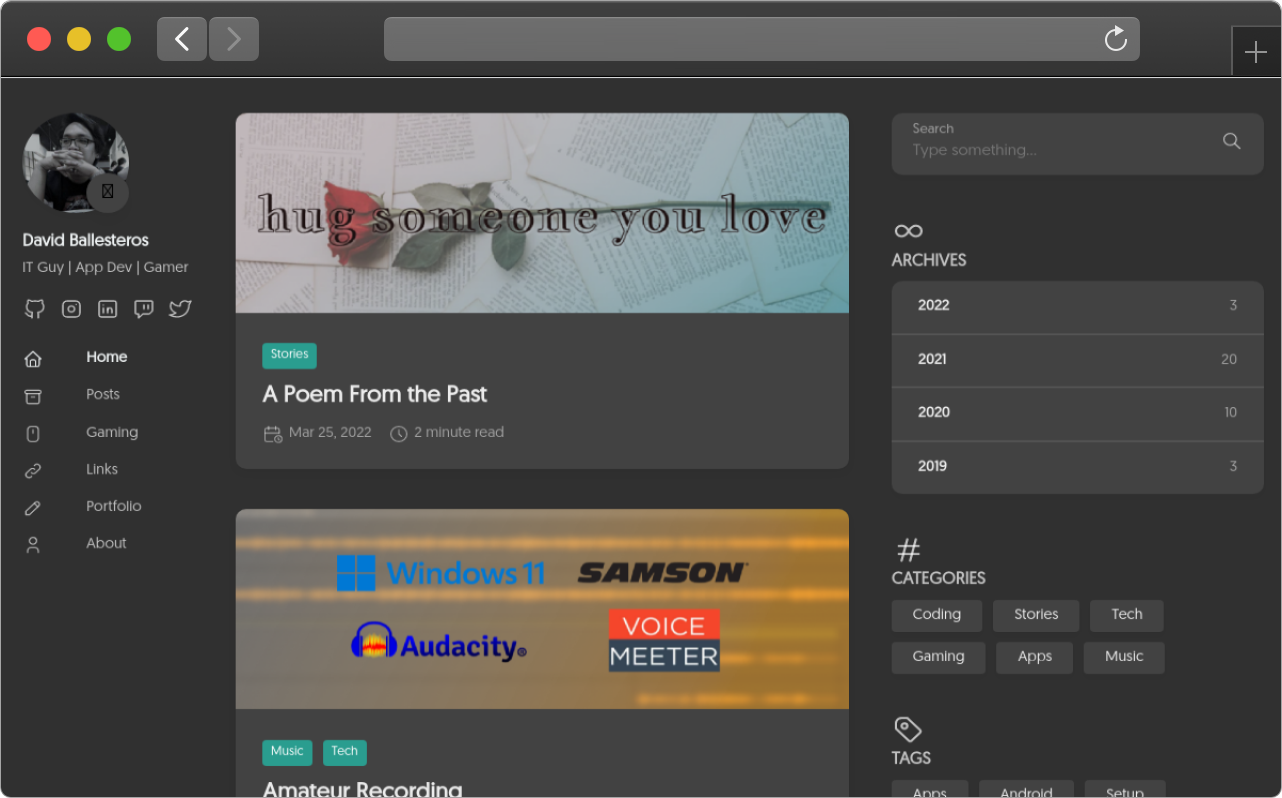 David Ballesteros
IT Guy | App Dev | Gamer
Home
Posts
Gaming
Links
Portfolio
About
hug someone you love
Stories
A Poem From the Past
Mar 25, 2022 2 minute read
Windows 11 SAMSON
Audacity®
VOICE
MEETER
Music Tech
Amateur Recording
Search
Type something...
ARCHIVES
2022 3
2021 20
2020 10
2019 3
CATEGORIES
Coding Stories Tech
Gaming Apps Music
TAGS
Apps Android Setup